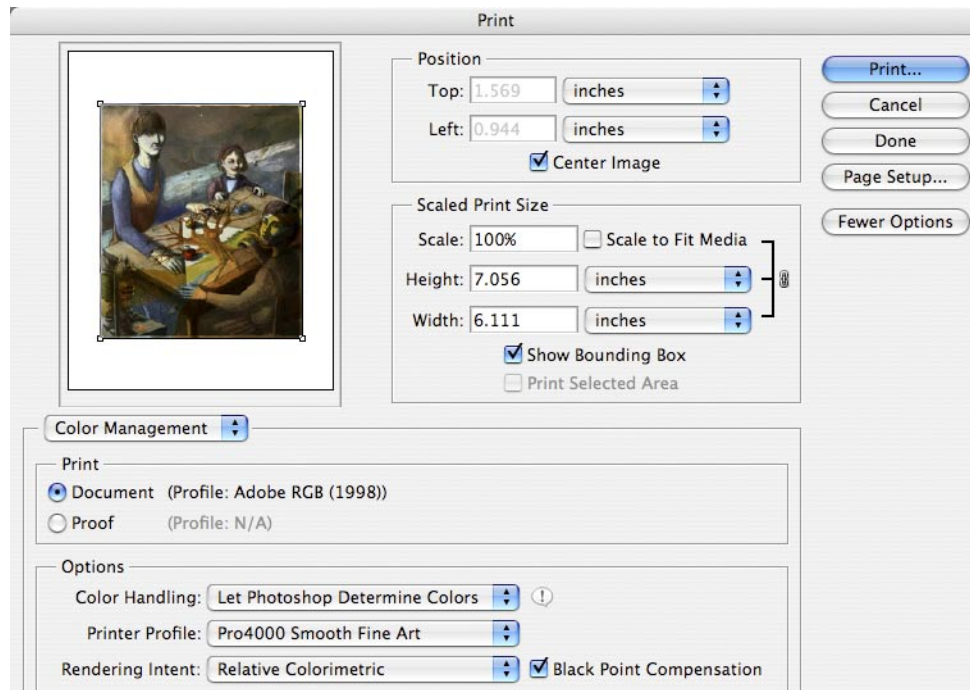 Print
Position
Top: 1.569 inches
Left: 0.944 inches
Center Image
Scaled Print Size
Scale: 100% Scale to Fit Media
Height: 7.056 inches
Width: 6.111 inches
Show Bounding Box
Print Selected Area
Print...
Cancel
Done
Page Setup...
Fewer Options
Color Management
Print
Document (Profile: Adobe RGB (1998))
Proof (Profile: N/A)
Options
Color Handling: Let Photoshop Determine Colors
Printer Profile: Pro4000 Smooth Fine Art
Rendering Intent: Relative Colorimetric Black Point Compensation